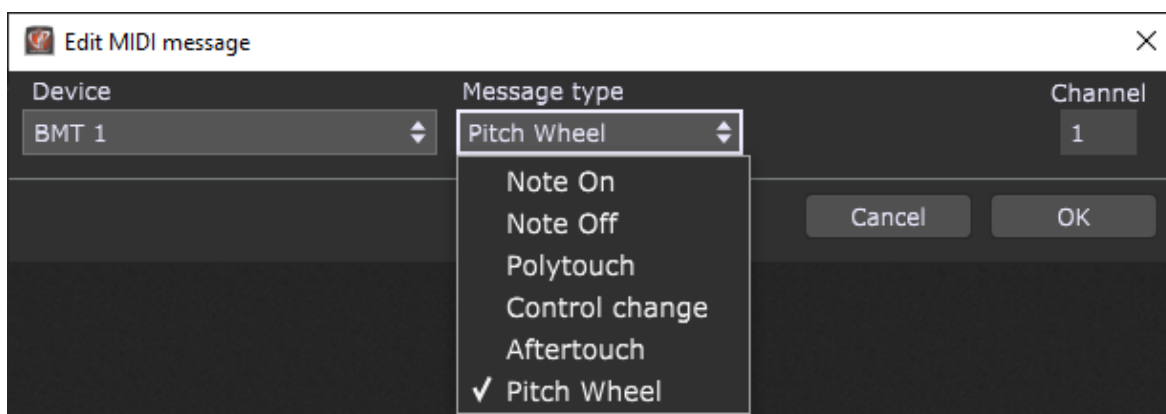 Edit MIDI message
Device Message type Channel
BMT 1 Pitch Wheel 1
Note On
Note Off
Cancel OK
Polytouch
Control change
Aftertouch
✓ Pitch Wheel